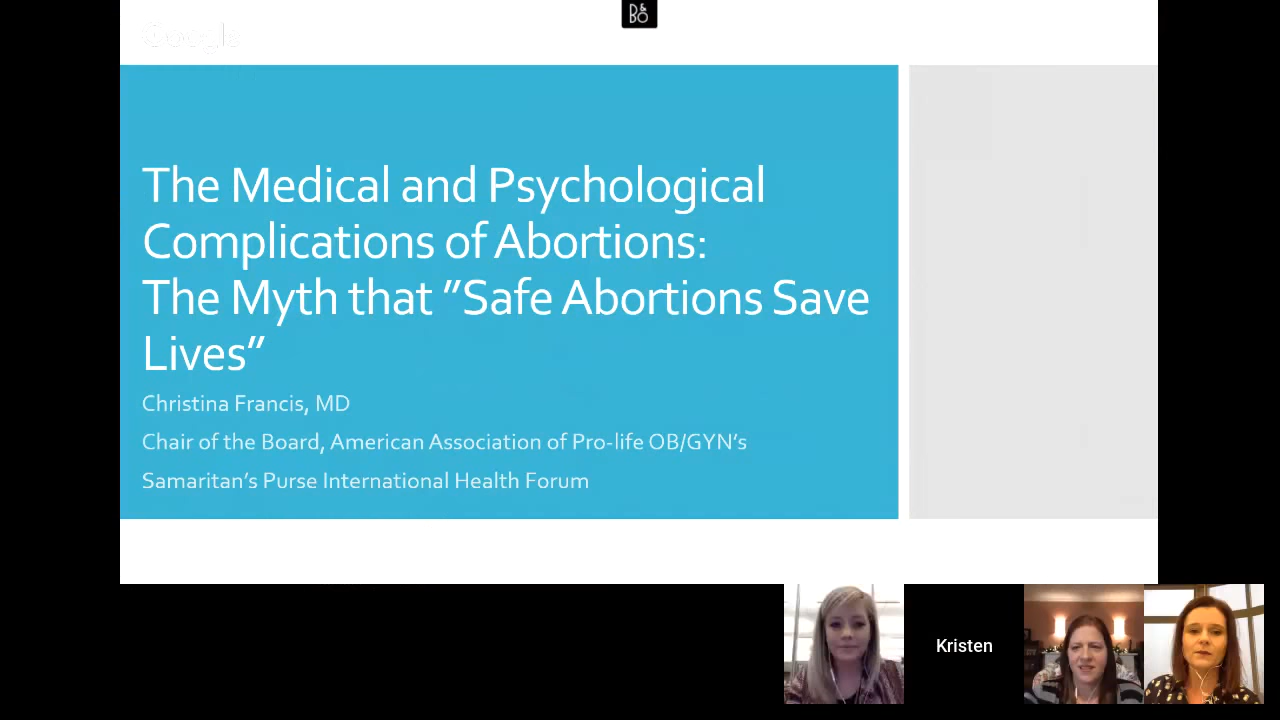 B&O
Google
The Medical and Psychological
Complications of Abortions:
The Myth that ”Safe Abortions Save
Lives”
Christina Francis, MD
Chair of the Board, American Association of Pro-life OB/GYN’s
Samaritan’s Purse International Health Forum
Kristen